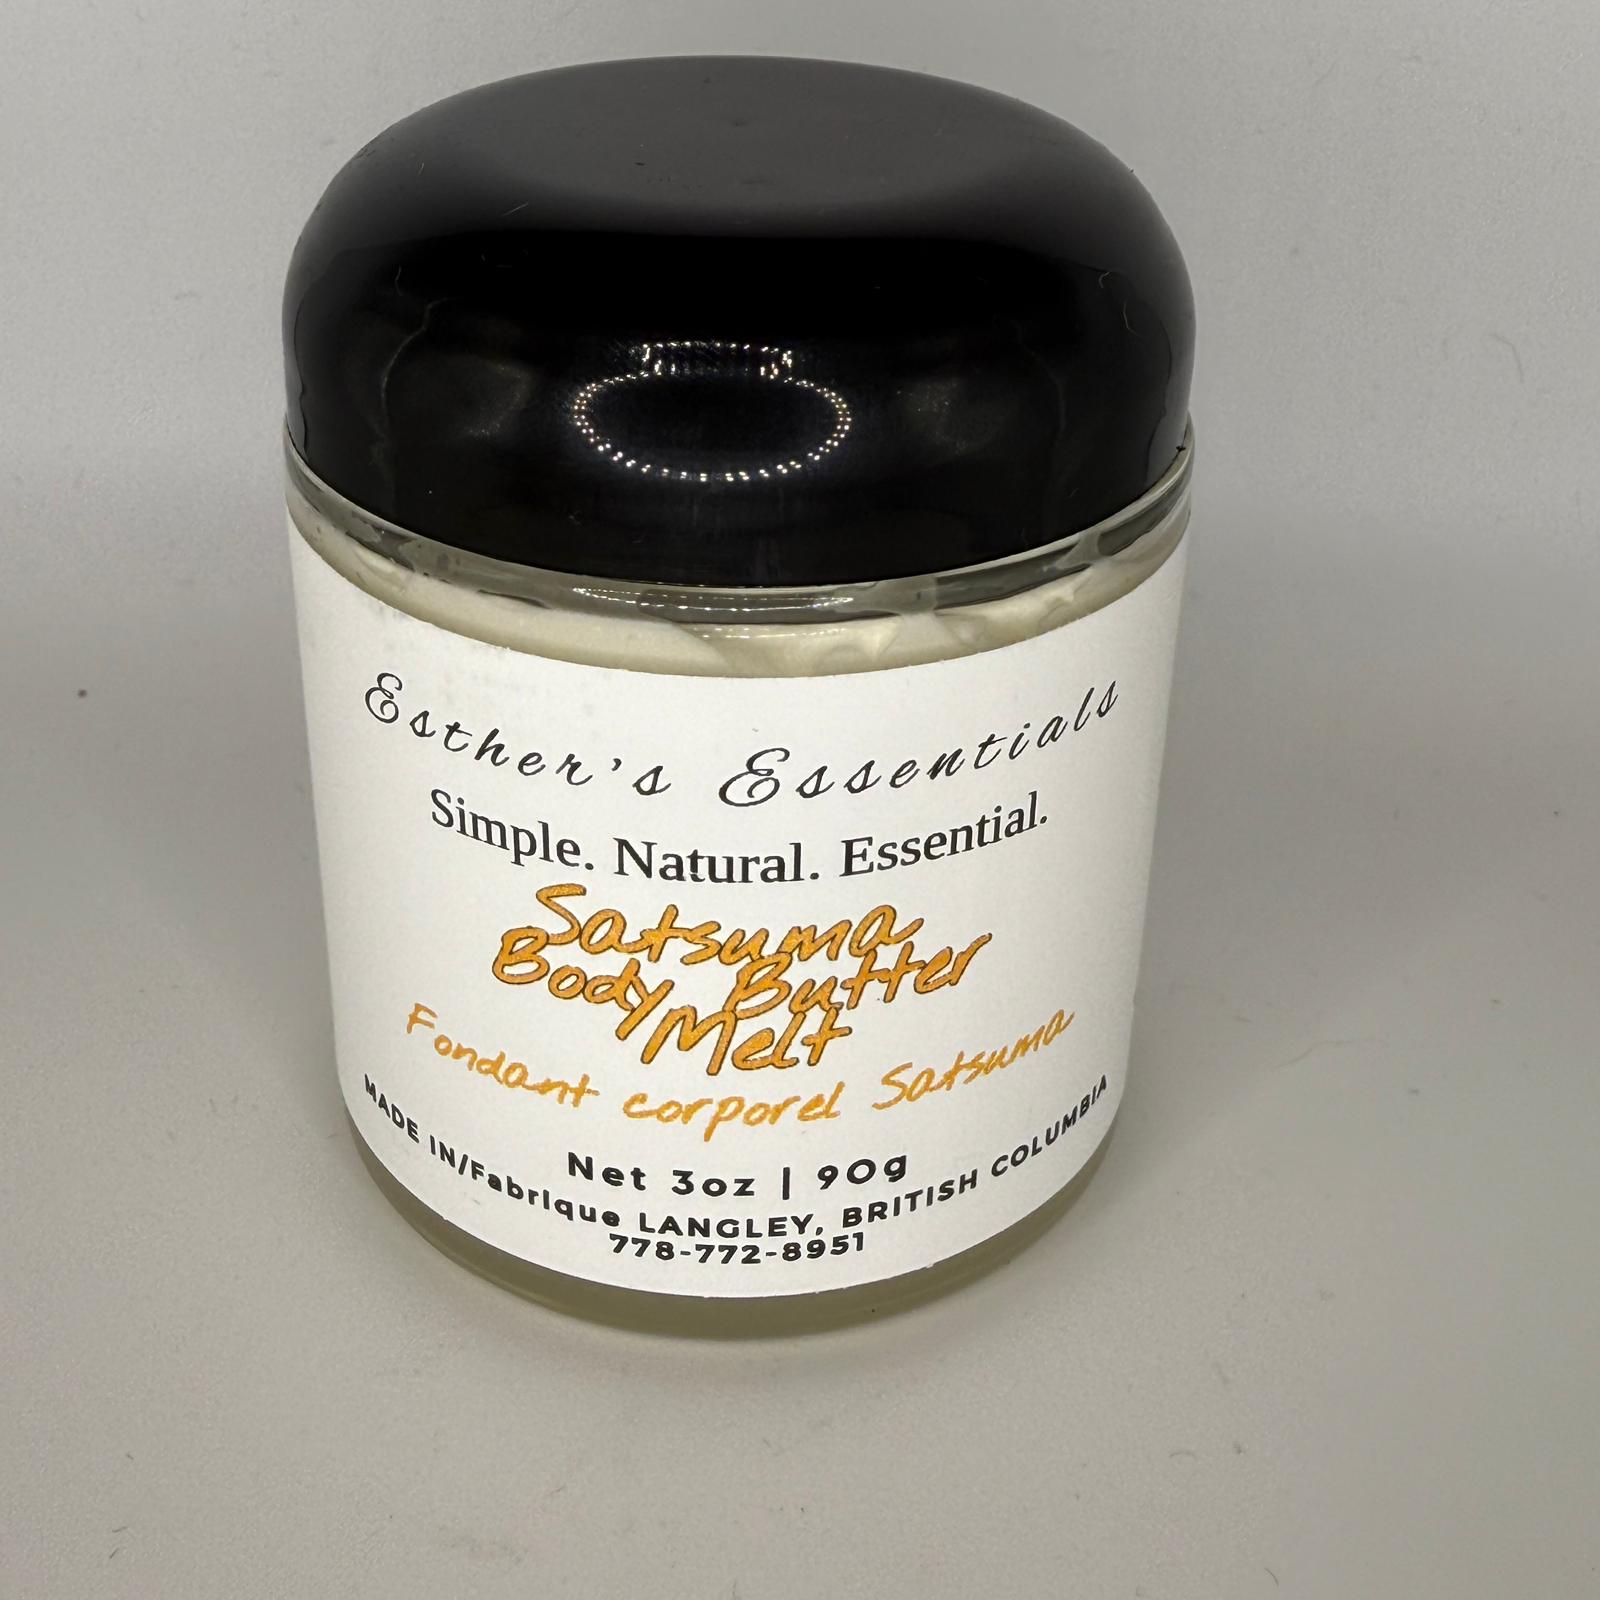 Esther's Essentials
Simple. Natural. Essential.
Satsuma
Body Butter
Melt
Fondant corporel Satsuma
Net 3oz | 90g
MADE IN/Fabrique LANGLEY, BRITISH COLUMBIA
778-772-8951